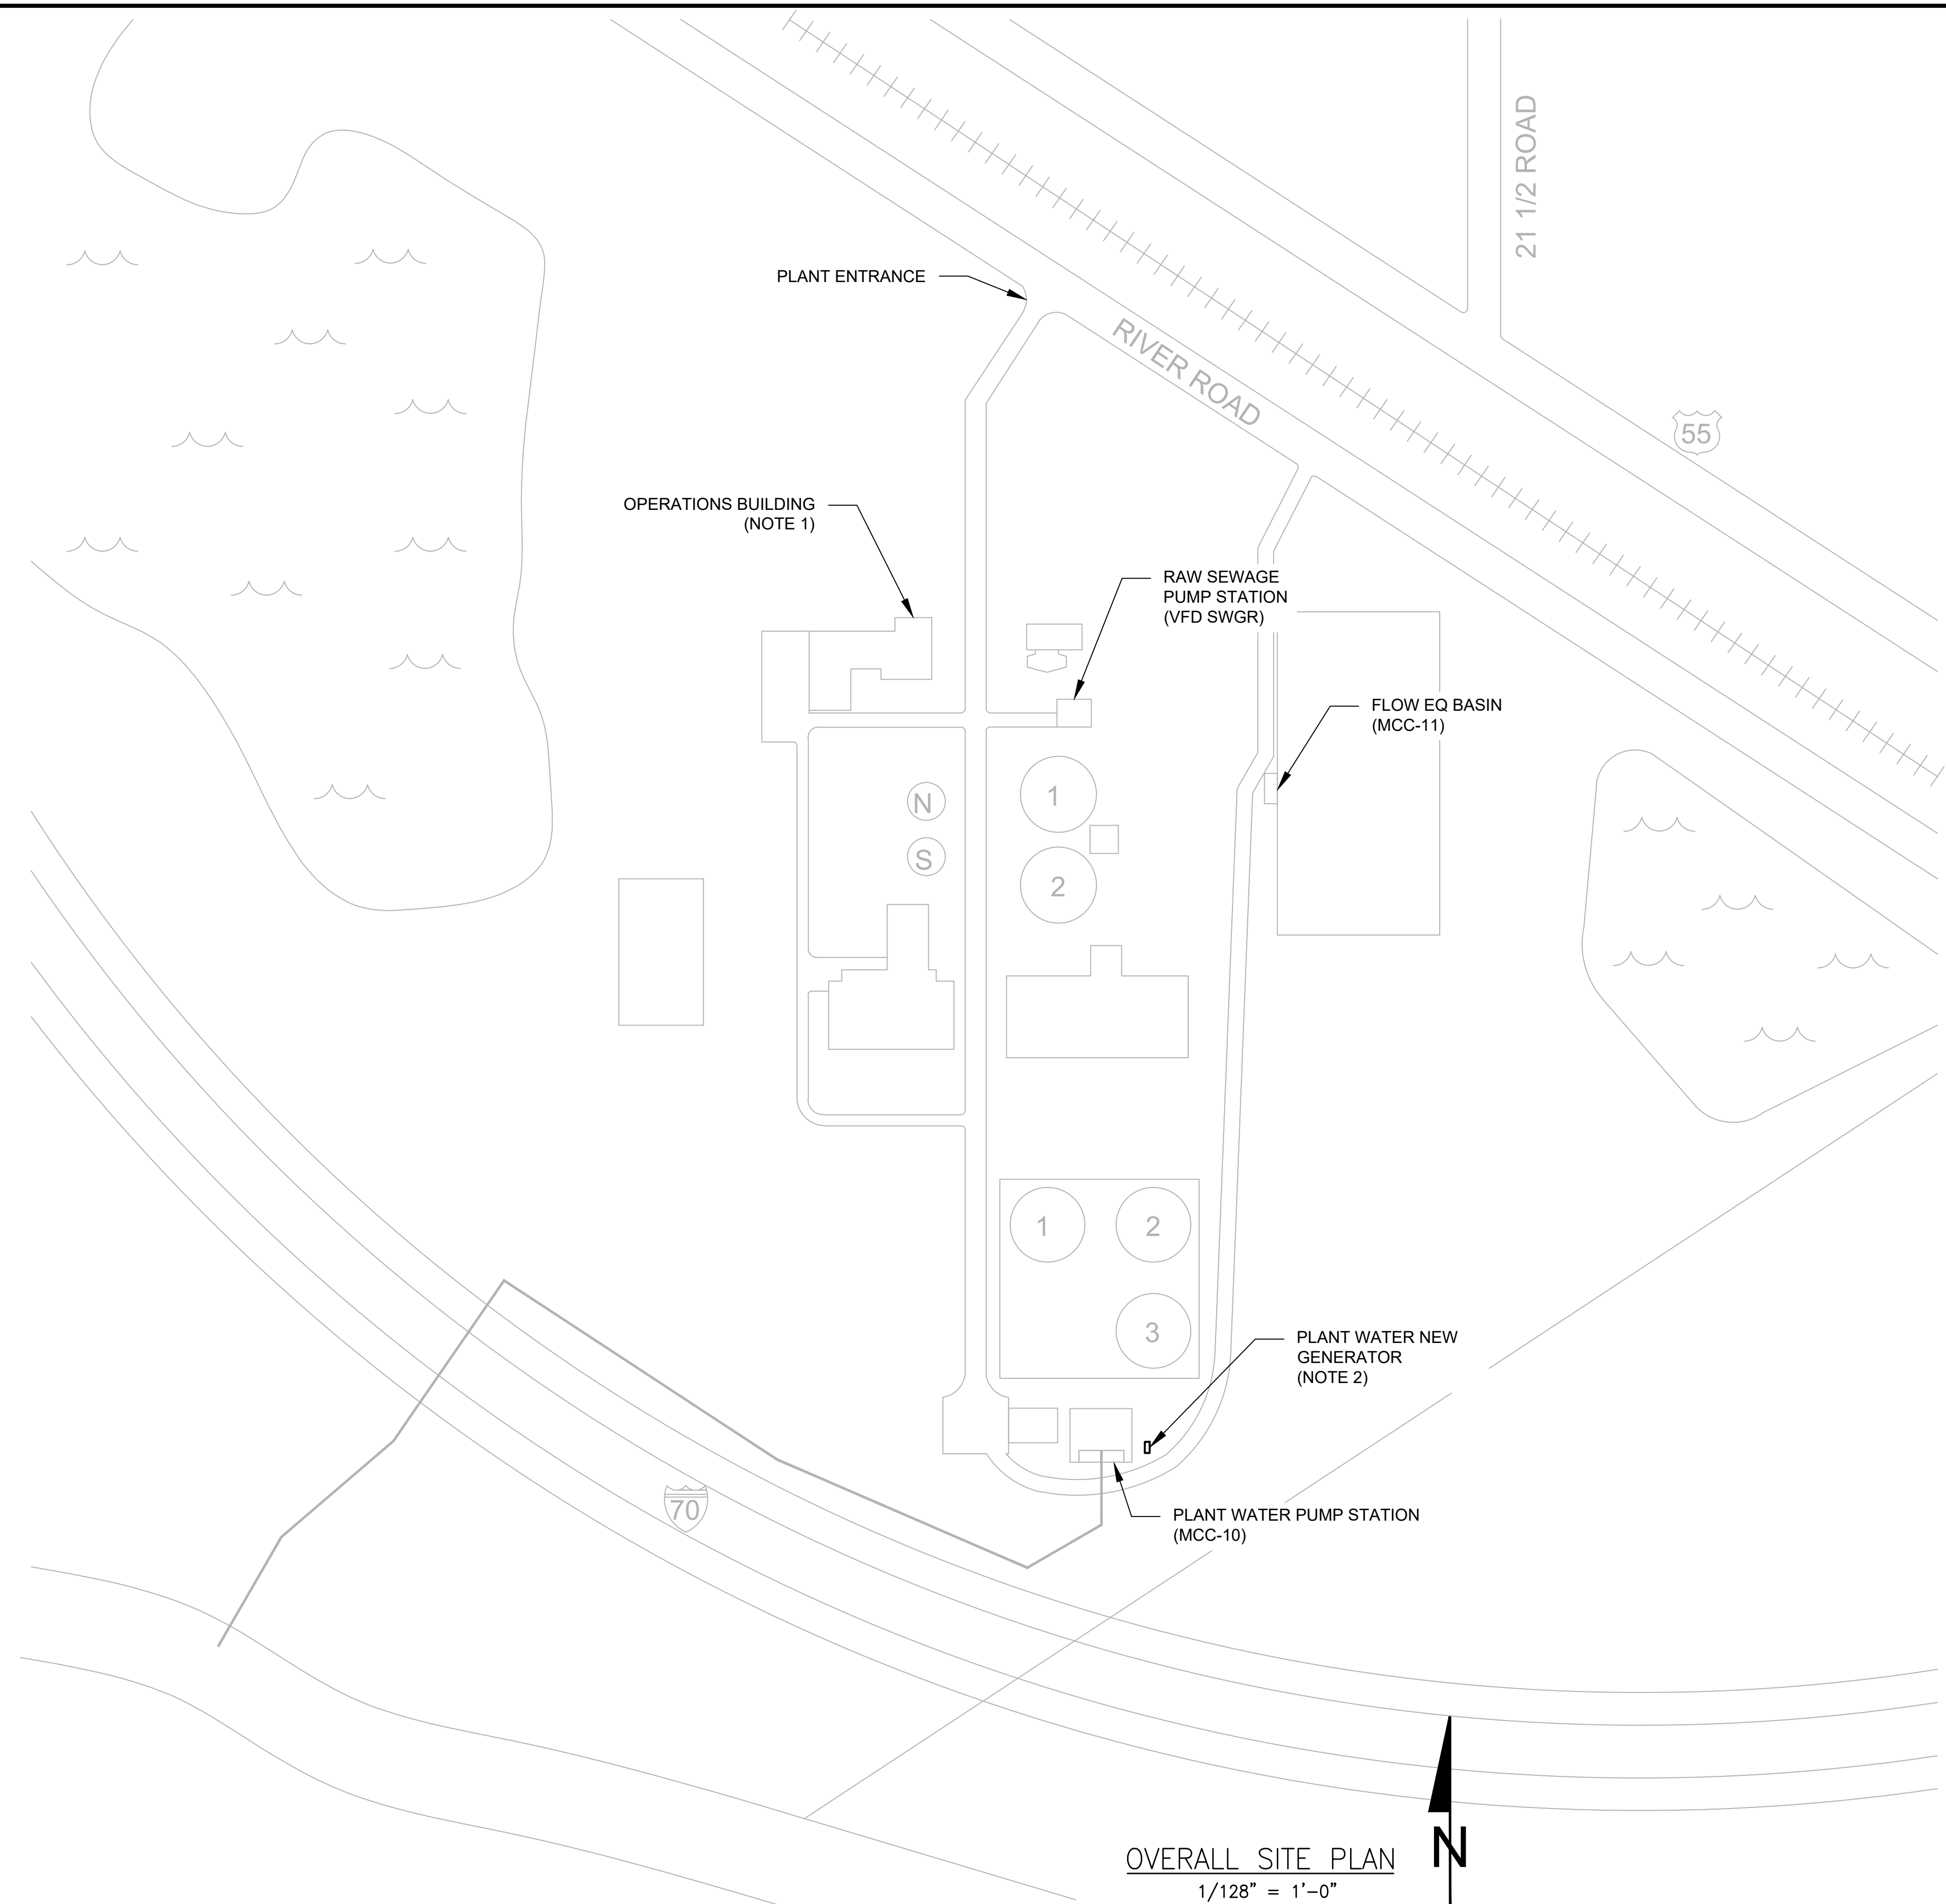 21 1/2 ROAD
PLANT ENTRANCE
RIVER ROAD
55
OPERATIONS BUILDING
(NOTE 1)
RAW SEWAGE
PUMP STATION
(VFD SWGR)
FLOW EQ BASIN
(MCC-11)
N
1
S
2
1
2
3
PLANT WATER NEW
GENERATOR
(NOTE 2)
70
PLANT WATER PUMP STATION
(MCC-10)
N
OVERALL SITE PLAN
1/128" = 1'-0"